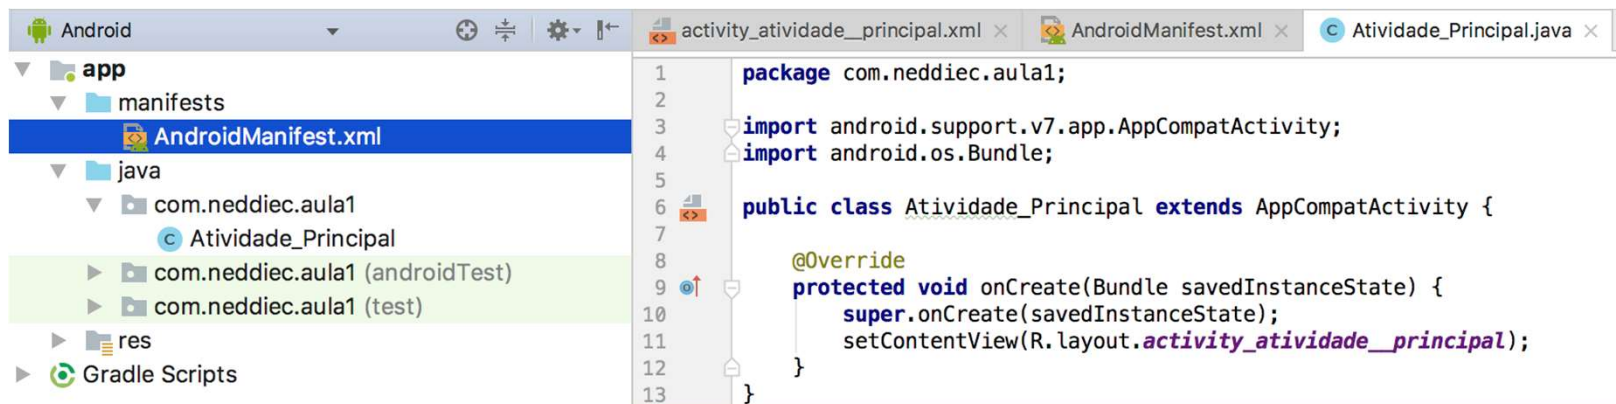 Android
app
manifests
AndroidManifest.xml
java
com.neddiec.aula1
Atividade_Principal
com.neddiec.aula1 (androidTest)
com.neddiec.aula1 (test)
res
Gradle Scripts
activity_atividade__principal.xml
AndroidManifest.xml
Atividade_Principal.java
1 package com.neddiec.aula1;
2
3 import android.support.v7.app.AppCompatActivity;
4 import android.os.Bundle;
5
6 public class Atividade_Principal extends AppCompatActivity {
7
8 @Override
9 protected void onCreate(Bundle savedInstanceState) {
10 super.onCreate(savedInstanceState);
11 setContentView(R.layout.activity_atividade__principal);
12 }
13 }